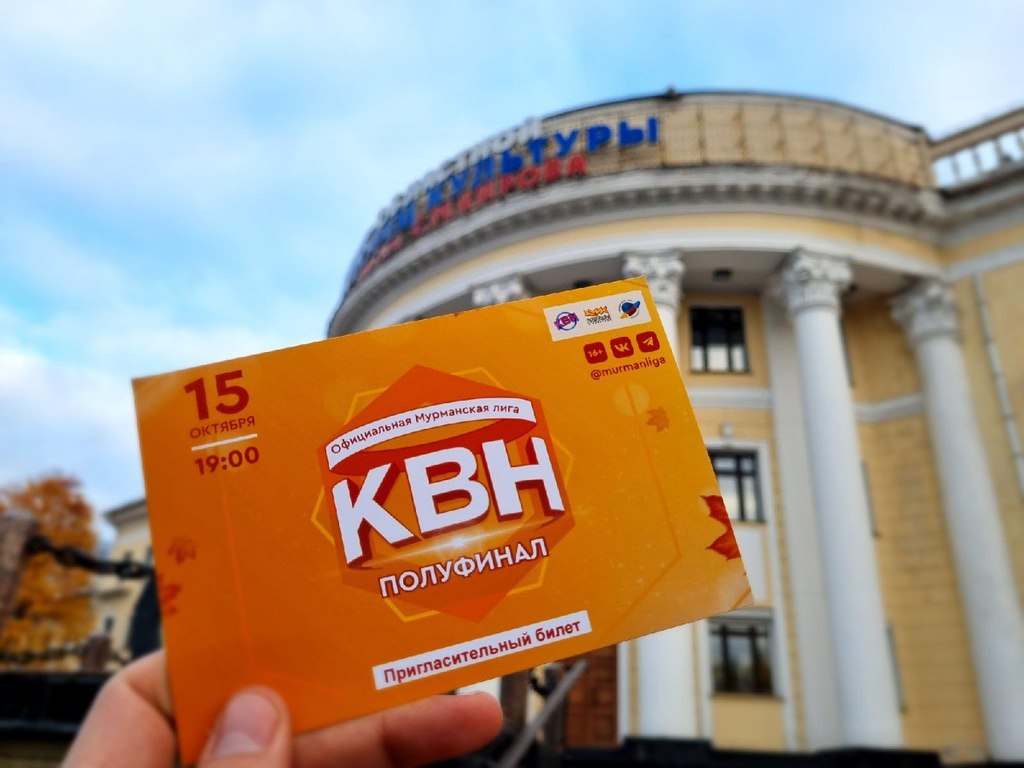 КУЛЬТУРЫ
15
ОКТЯБРЯ
19:00
16+
@murmanliga
Официальная Мурманская лига
КВН
ПОЛУФИНАЛ
Пригласительный билет